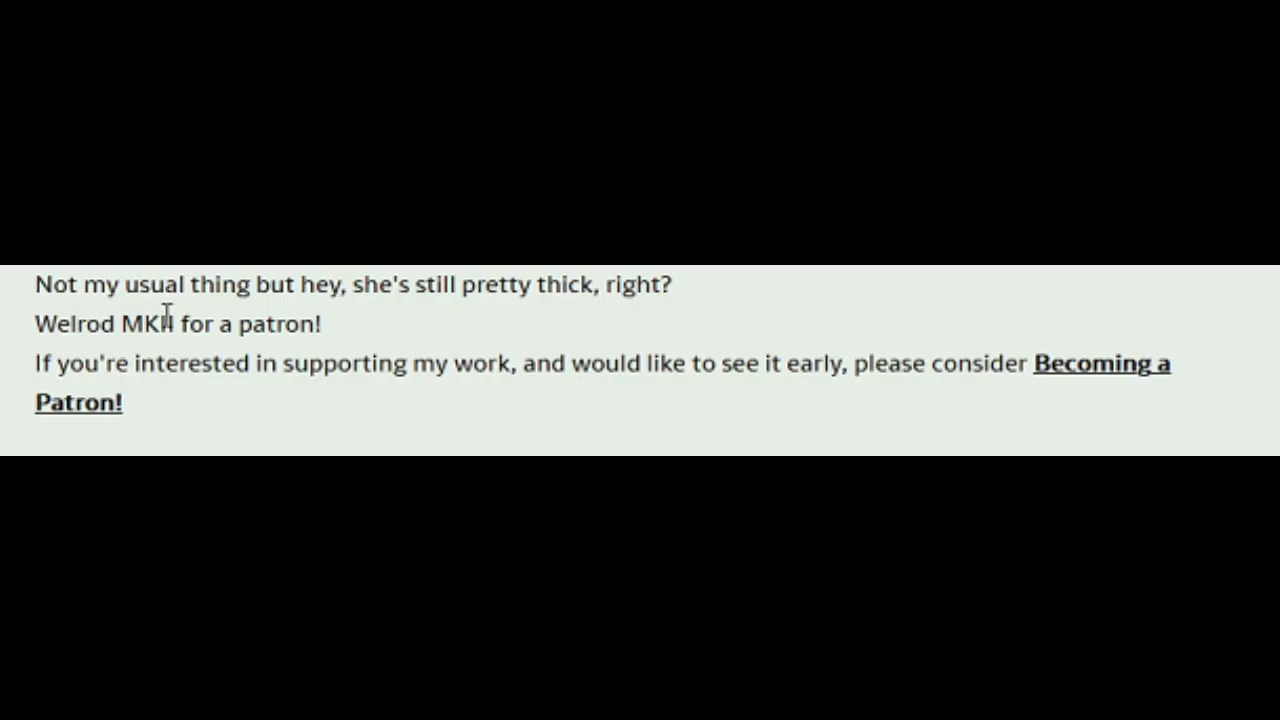 Not my usual thing but hey, she's still pretty thick, right?
Welrod MKII for a patron!
If you're interested in supporting my work, and would like to see it early, please consider Becoming a
Patron!